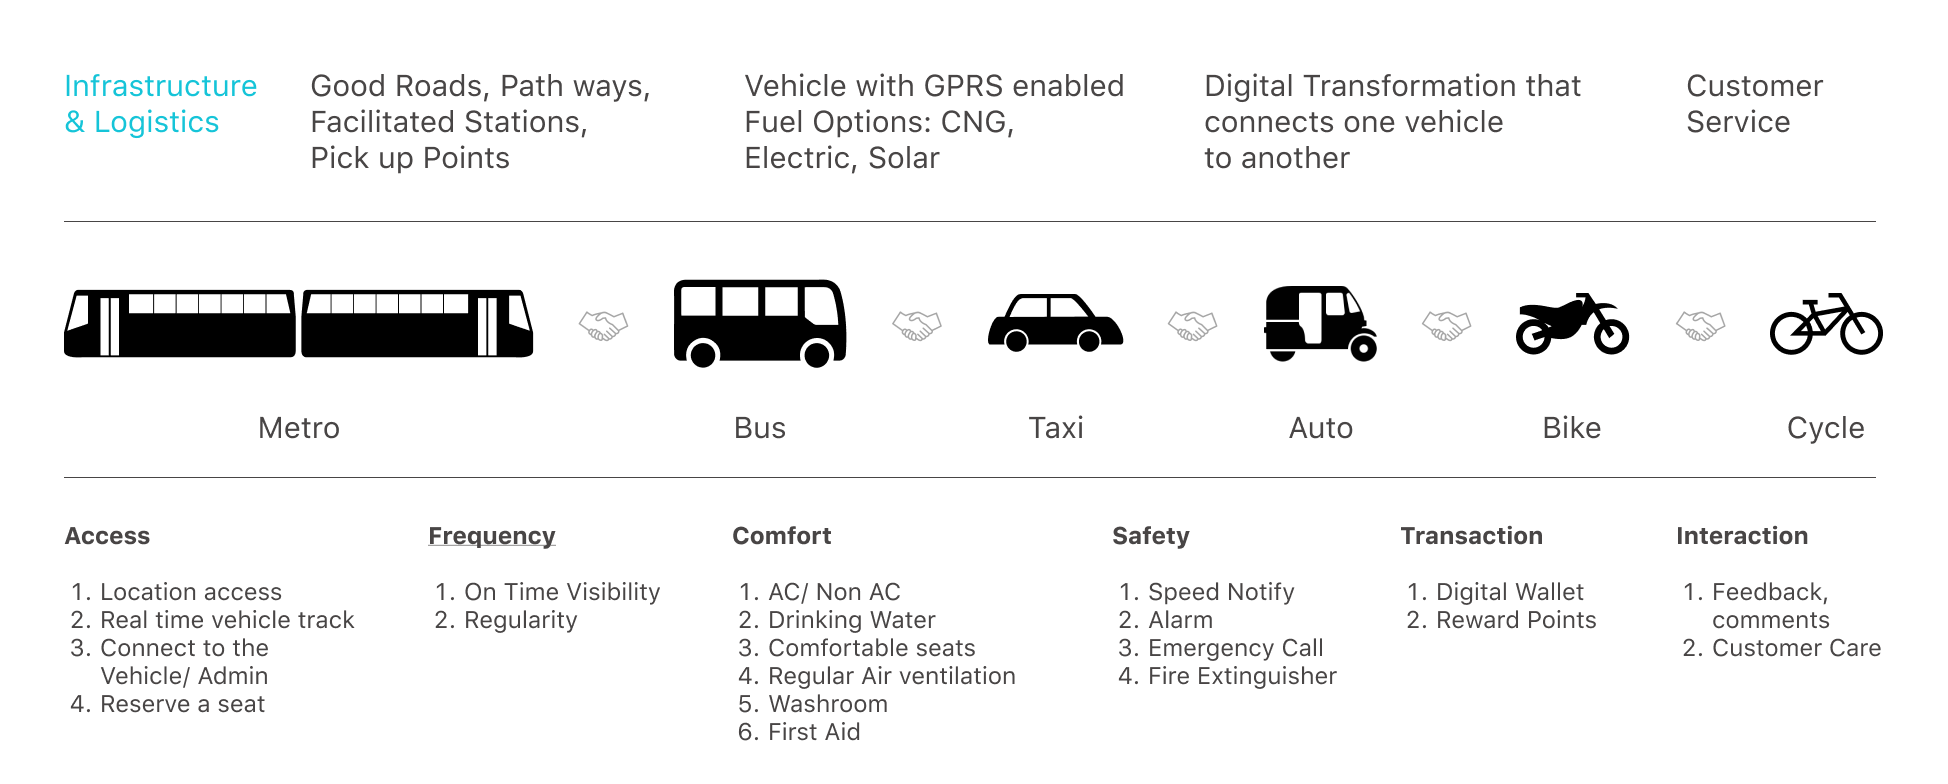 Infrastructure
& Logistics
Good Roads, Path ways,
Facilitated Stations,
Pick up Points
Vehicle with GPRS enabled
Fuel Options: CNG,
Electric, Solar
Digital Transformation that
connects one vehicle
to another
Customer
Service
Metro
Bus
Taxi
Auto
Bike
Cycle
Access
1. Location access
2. Real time vehicle track
3. Connect to the
Vehicle/ Admin
4. Reserve a seat
Frequency
1. On Time Visibility
2. Regularity
Comfort
1. AC/ Non AC
2. Drinking Water
3. Comfortable seats
4. Regular Air ventilation
5. Washroom
6. First Aid
Safety
1. Speed Notify
2. Alarm
3. Emergency Call
4. Fire Extinguisher
Transaction
1. Digital Wallet
2. Reward Points
Interaction
1. Feedback,
comments
2. Customer Care